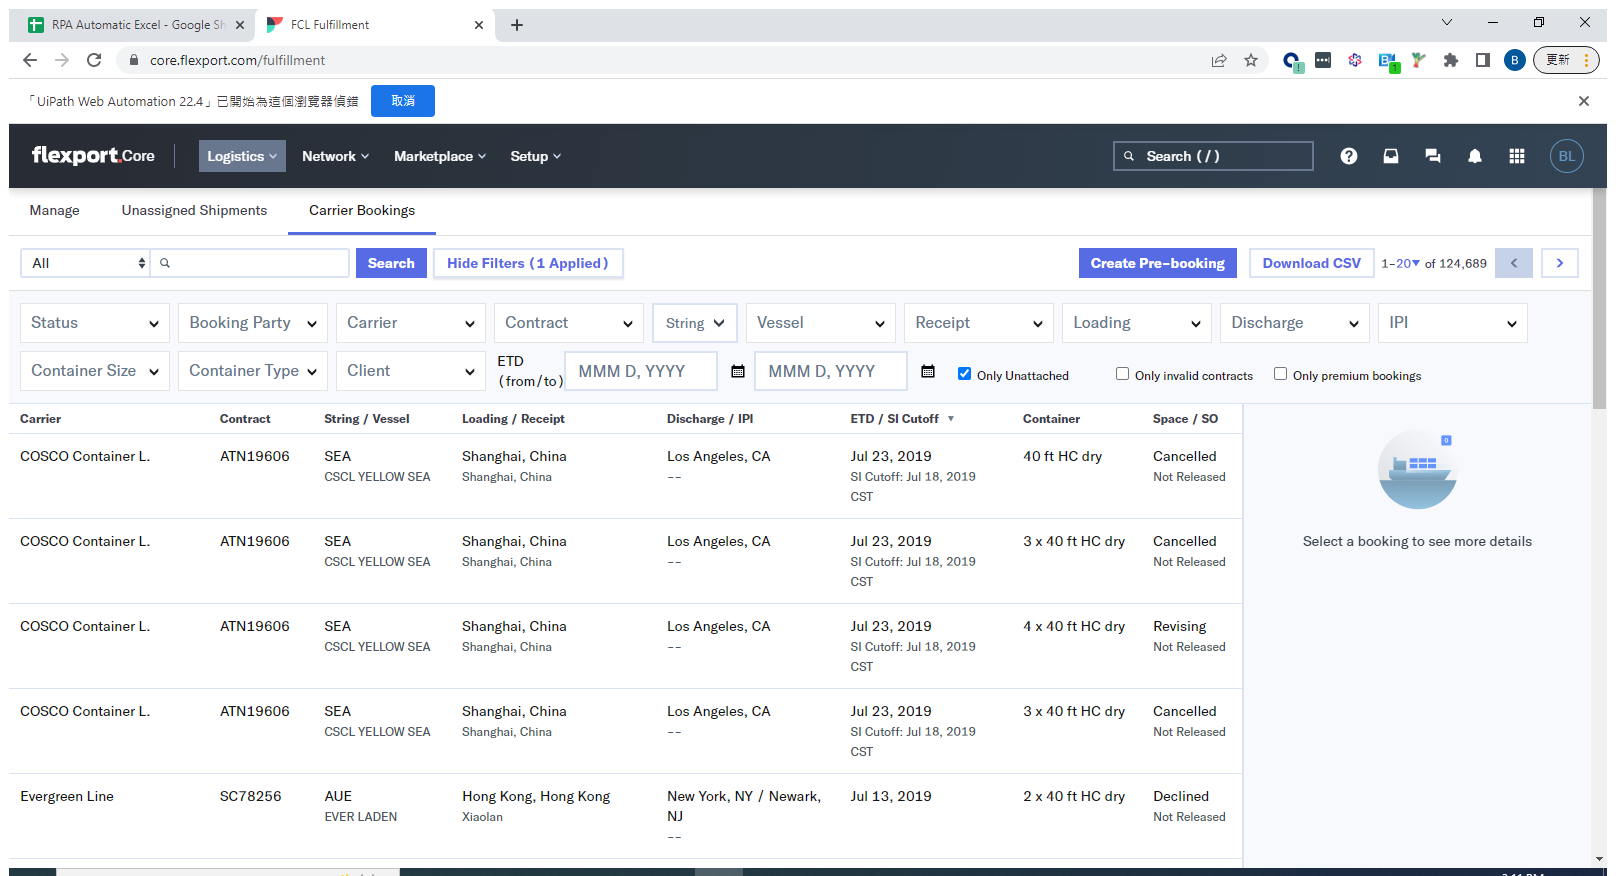 RPA Automatic Excel - Google Sh
FCL Fulfillment
core.flexport.com/fulfillment
B
更新
「UiPath Web Automation 22.4」已開始為這個瀏覽器偵錯
取消
flexport.Core
Logistics
Network
Marketplace
Setup
Search ( / )
BL
Manage
Unassigned Shipments
Carrier Bookings
All
Search
Hide Filters (1 Applied)
Create Pre-booking
Download CSV
1-20 of 124,689
Status
Booking Party
Carrier
Contract
String
Vessel
Receipt
Loading
Discharge
IPI
Container Size
Container Type
Client
ETD
(from/to)
MMM D, YYYY
MMM D, YYYY
Only Unattached
Only invalid contracts
Only premium bookings
Carrier Contract String / Vessel Loading / Receipt Discharge / IPI ETD / SI Cutoff Container Space / SO
COSCO Container L. ATN19606 SEA Shanghai, China Los Angeles, CA Jul 23, 2019 40 ft HC dry Cancelled
CSCL YELLOW SEA Shanghai, China -- SI Cutoff: Jul 18, 2019 Not Released
CST
COSCO Container L. ATN19606 SEA Shanghai, China Los Angeles, CA Jul 23, 2019 3 x 40 ft HC dry Cancelled
CSCL YELLOW SEA Shanghai, China -- SI Cutoff: Jul 18, 2019 Not Released
CST
COSCO Container L. ATN19606 SEA Shanghai, China Los Angeles, CA Jul 23, 2019 4 x 40 ft HC dry Revising
CSCL YELLOW SEA Shanghai, China -- SI Cutoff: Jul 18, 2019 Not Released
CST
COSCO Container L. ATN19606 SEA Shanghai, China Los Angeles, CA Jul 23, 2019 3 x 40 ft HC dry Cancelled
CSCL YELLOW SEA Shanghai, China -- SI Cutoff: Jul 18, 2019 Not Released
CST
Evergreen Line SC78256 AUE Hong Kong, Hong Kong New York, NY / Newark, Jul 13, 2019 2 x 40 ft HC dry Declined
EVER LADEN Xiaolan NJ Not Released
--
0
Select a booking to see more details